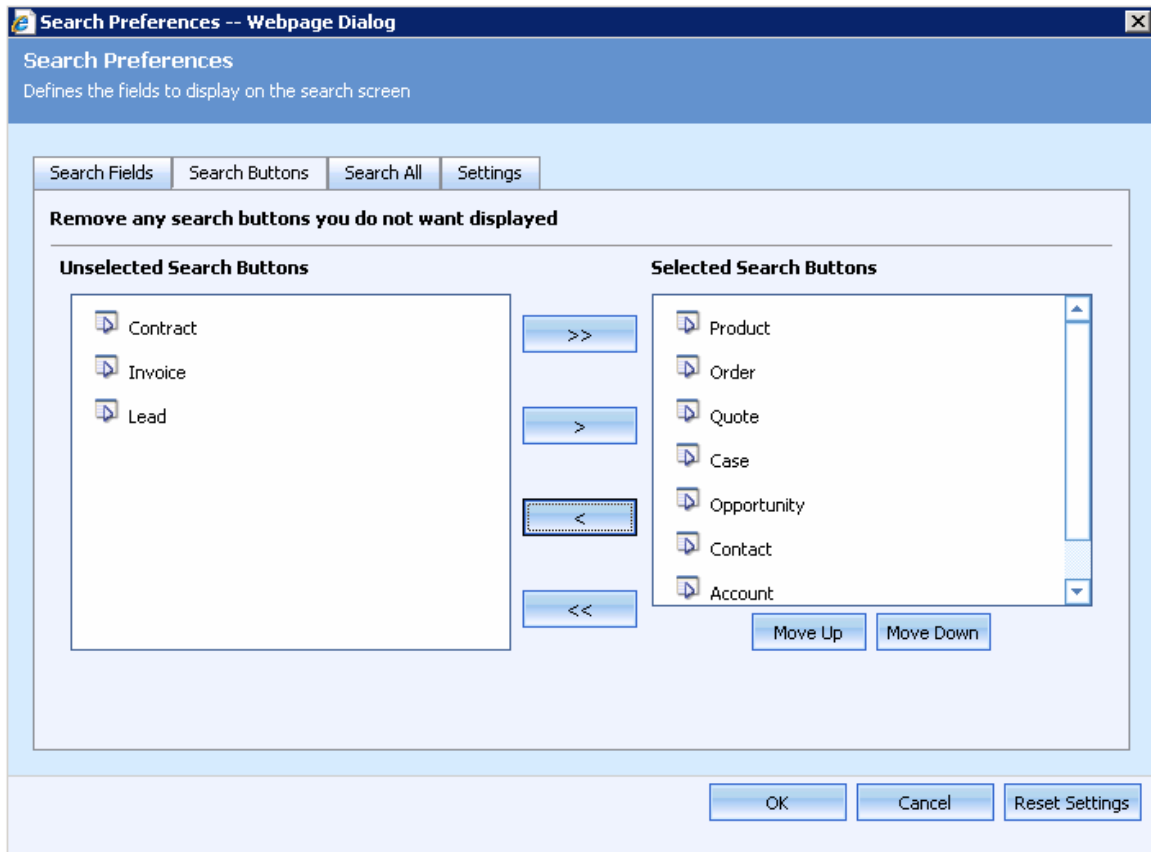 Search Preferences -- Webpage Dialog
Search Preferences
Defines the fields to display on the search screen
Search Fields Search Buttons Search All Settings
Remove any search buttons you do not want displayed
Unselected Search Buttons
Contract
Invoice
Lead
>>
>
<
<<
Selected Search Buttons
Product
Order
Quote
Case
Opportunity
Contact
Account
Move Up Move Down
OK Cancel Reset Settings